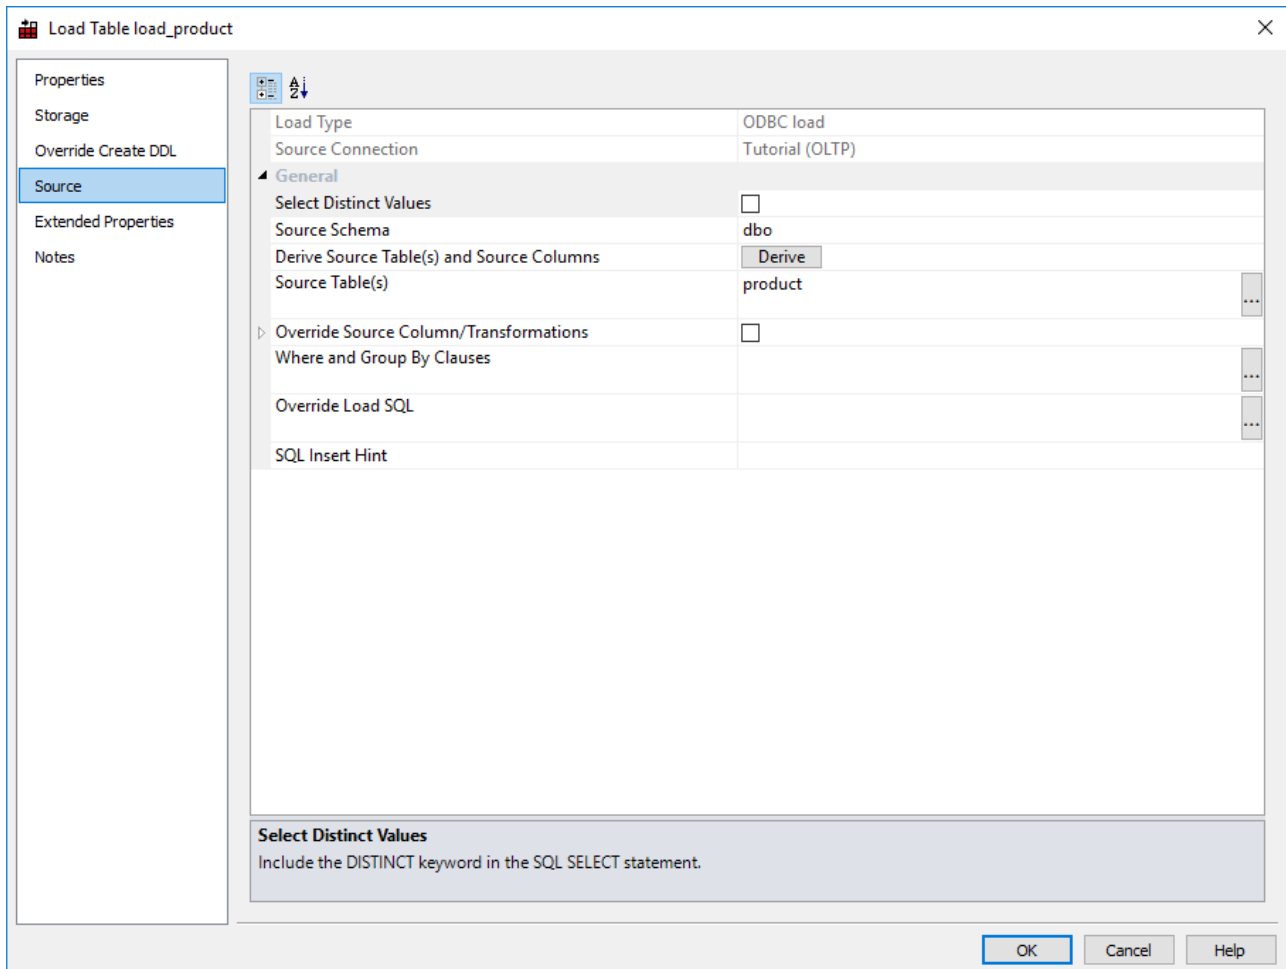 Load Table load_product
Properties
Storage
Override Create DDL
Source
Extended Properties
Notes
Load Type ODBC load
Source Connection Tutorial (OLTP)
General
Select Distinct Values
Source Schema dbo
Derive Source Table(s) and Source Columns Derive
Source Table(s) product ...
Override Source Column/Transformations
Where and Group By Clauses ...
Override Load SQL ...
SQL Insert Hint
Select Distinct Values
Include the DISTINCT keyword in the SQL SELECT statement.
OK Cancel Help